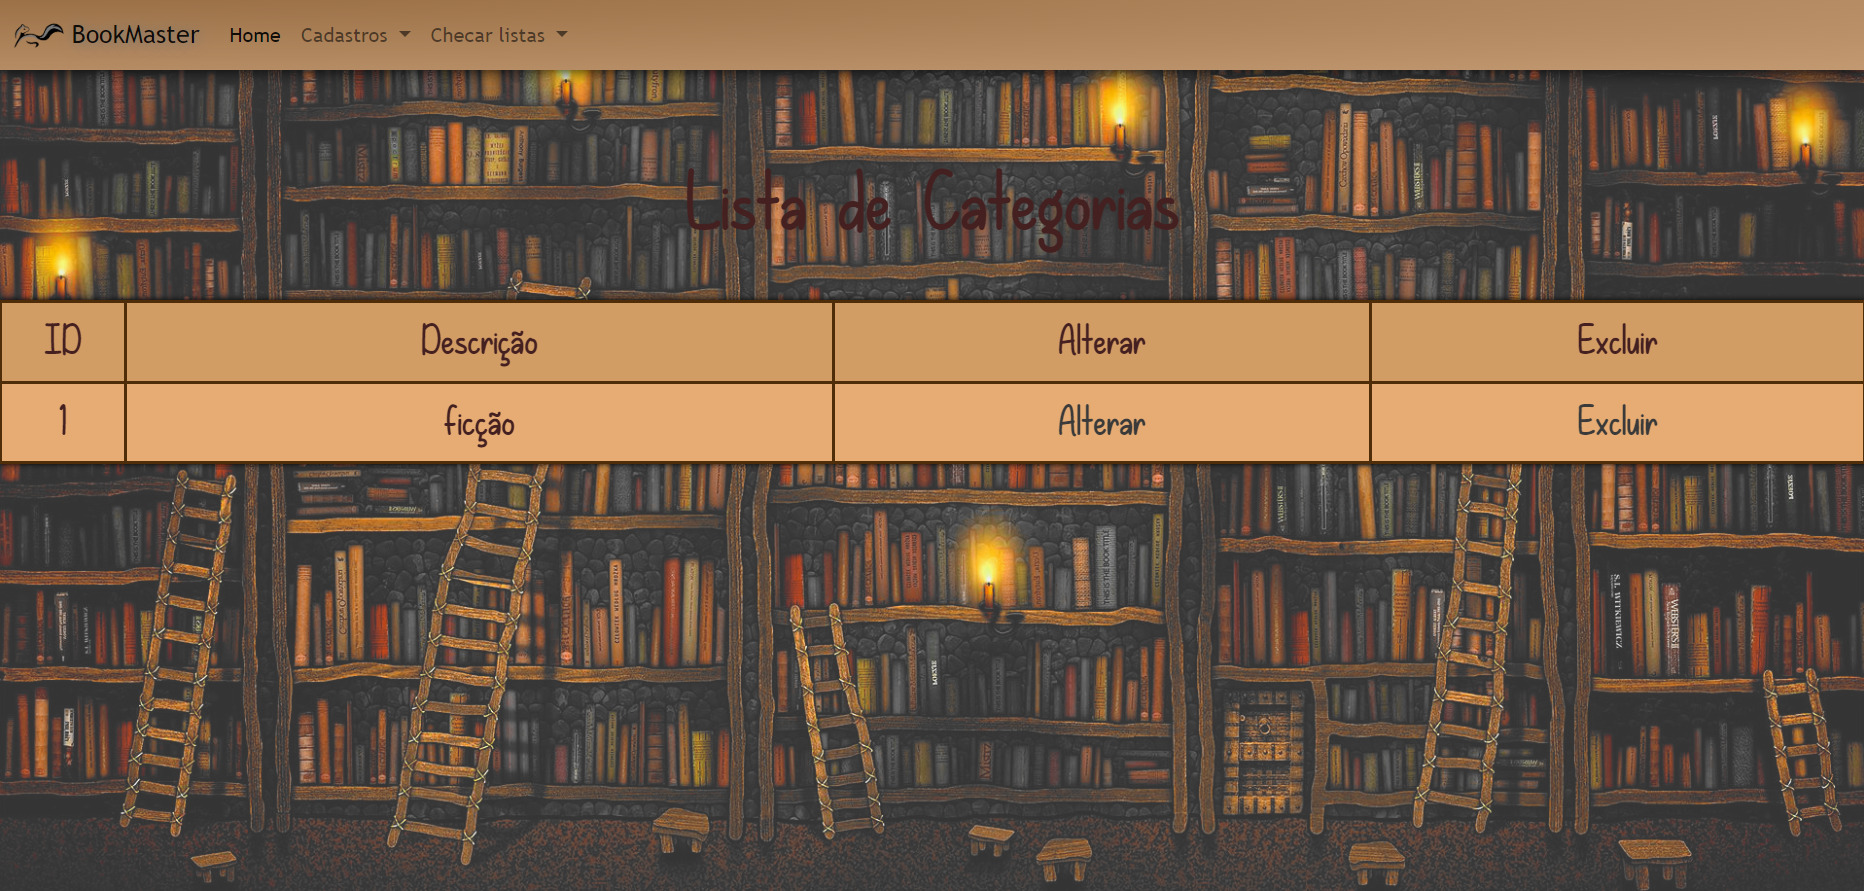 BookMaster Home Cadastros Checar listas
Lista de Categorias
ID Descrição Alterar Excluir
1 ficção Alterar Excluir